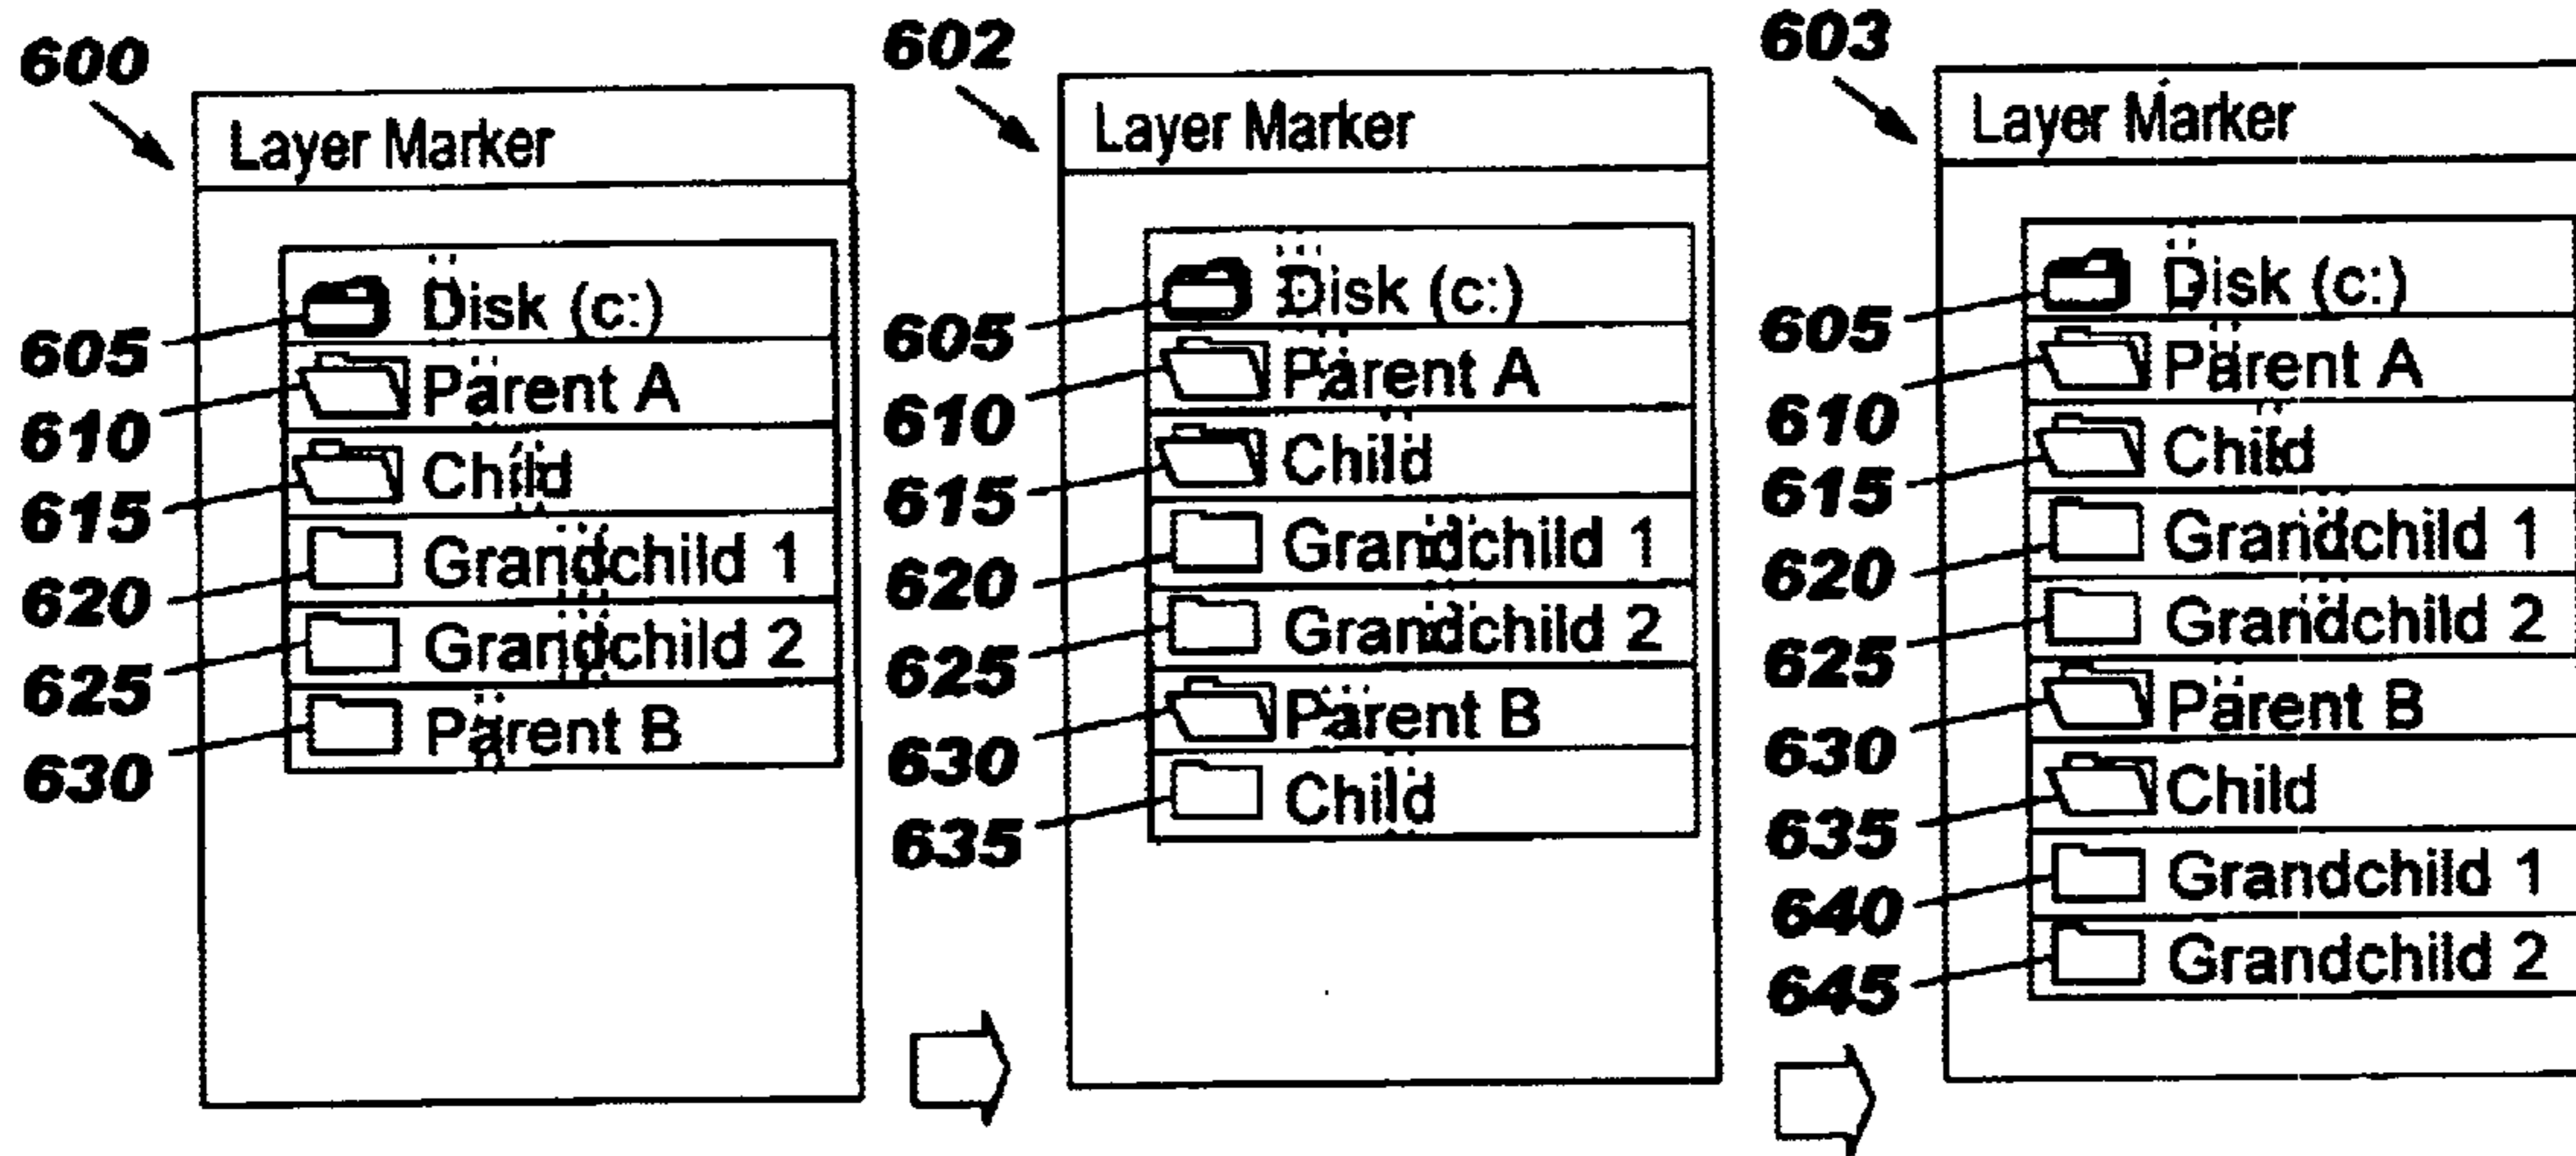 600
Layer Marker
605
Disk (c:)
610
Parent A
615
Child
620
Grandchild 1
625
Grandchild 2
630
Parent B
602
Layer Marker
605
Disk (c:)
610
Parent A
615
Child
620
Grandchild 1
625
Grandchild 2
630
Parent B
635
Child
603
Layer Marker
605
Disk (c:)
610
Parent A
615
Child
620
Grandchild 1
625
Grandchild 2
630
Parent B
635
Child
640
Grandchild 1
645
Grandchild 2